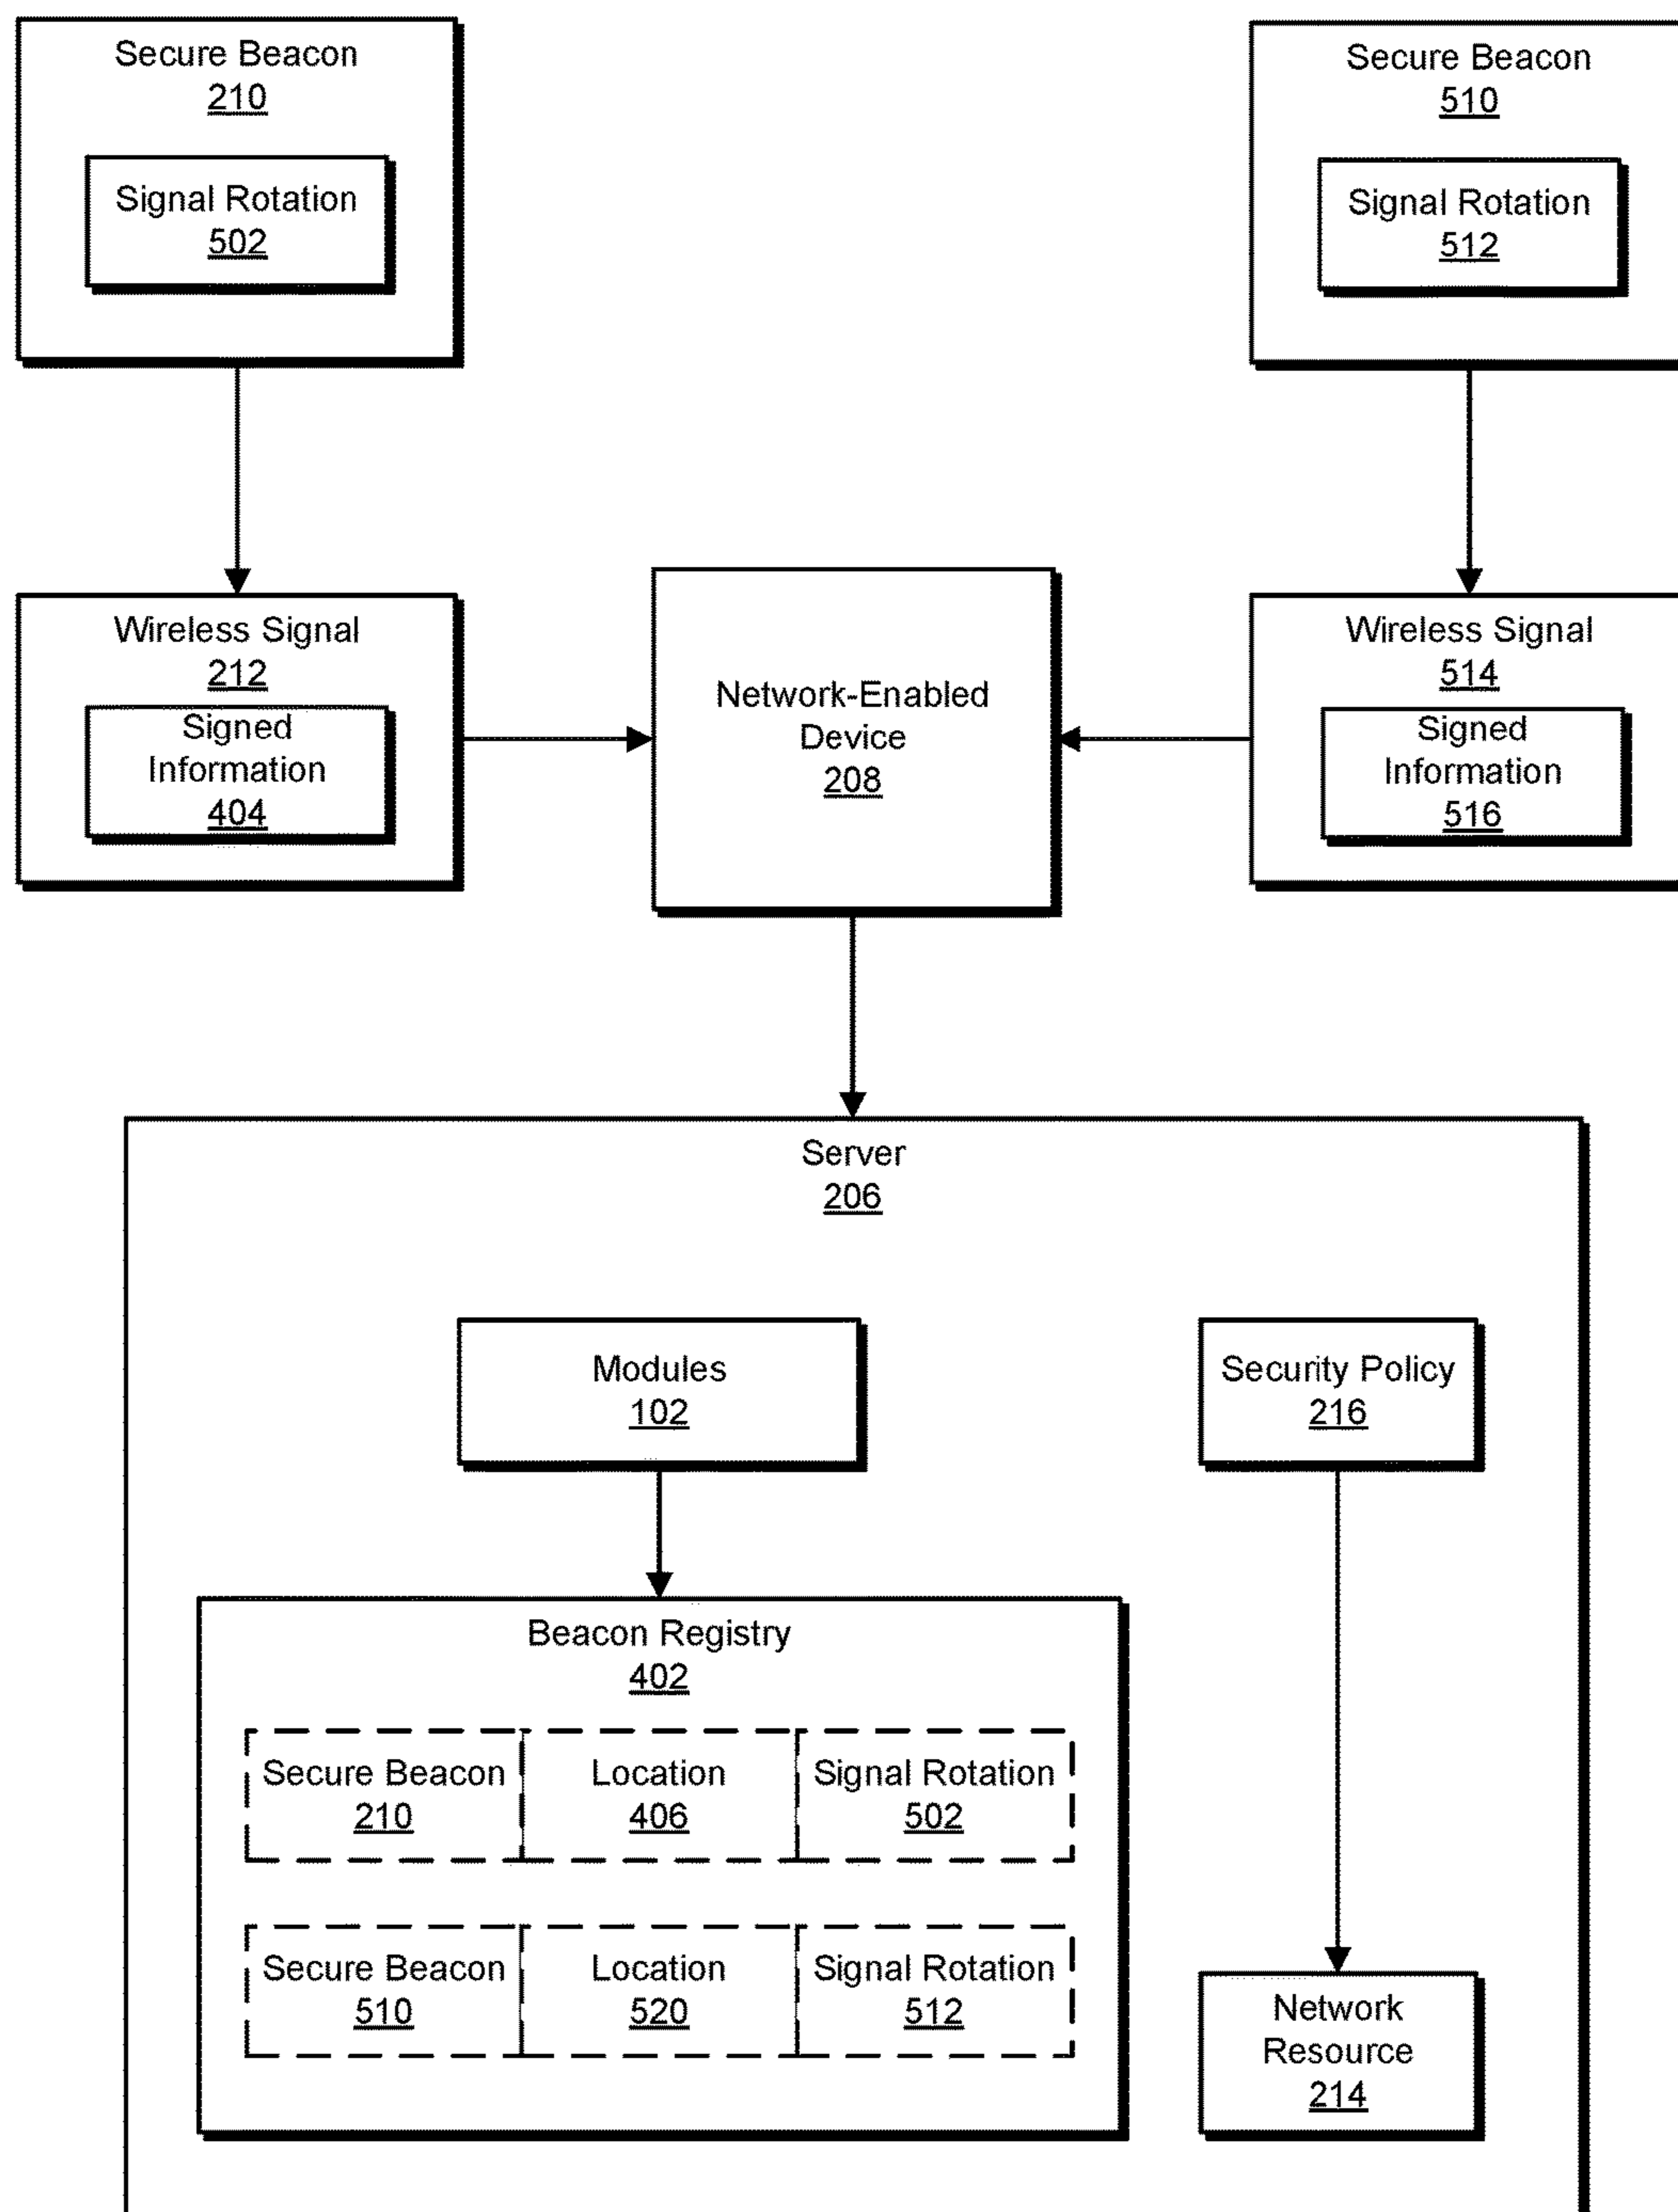 Secure Beacon
210
Signal Rotation
502
Secure Beacon
510
Signal Rotation
512
Wireless Signal
212
Signed
Information
404
Network-Enabled
Device
208
Wireless Signal
514
Signed
Information
516
Server
206
Modules
102
Security Policy
216
Beacon Registry
402
Secure Beacon
210
Location
406
Signal Rotation
502
Secure Beacon
510
Location
520
Signal Rotation
512
Network
Resource
214